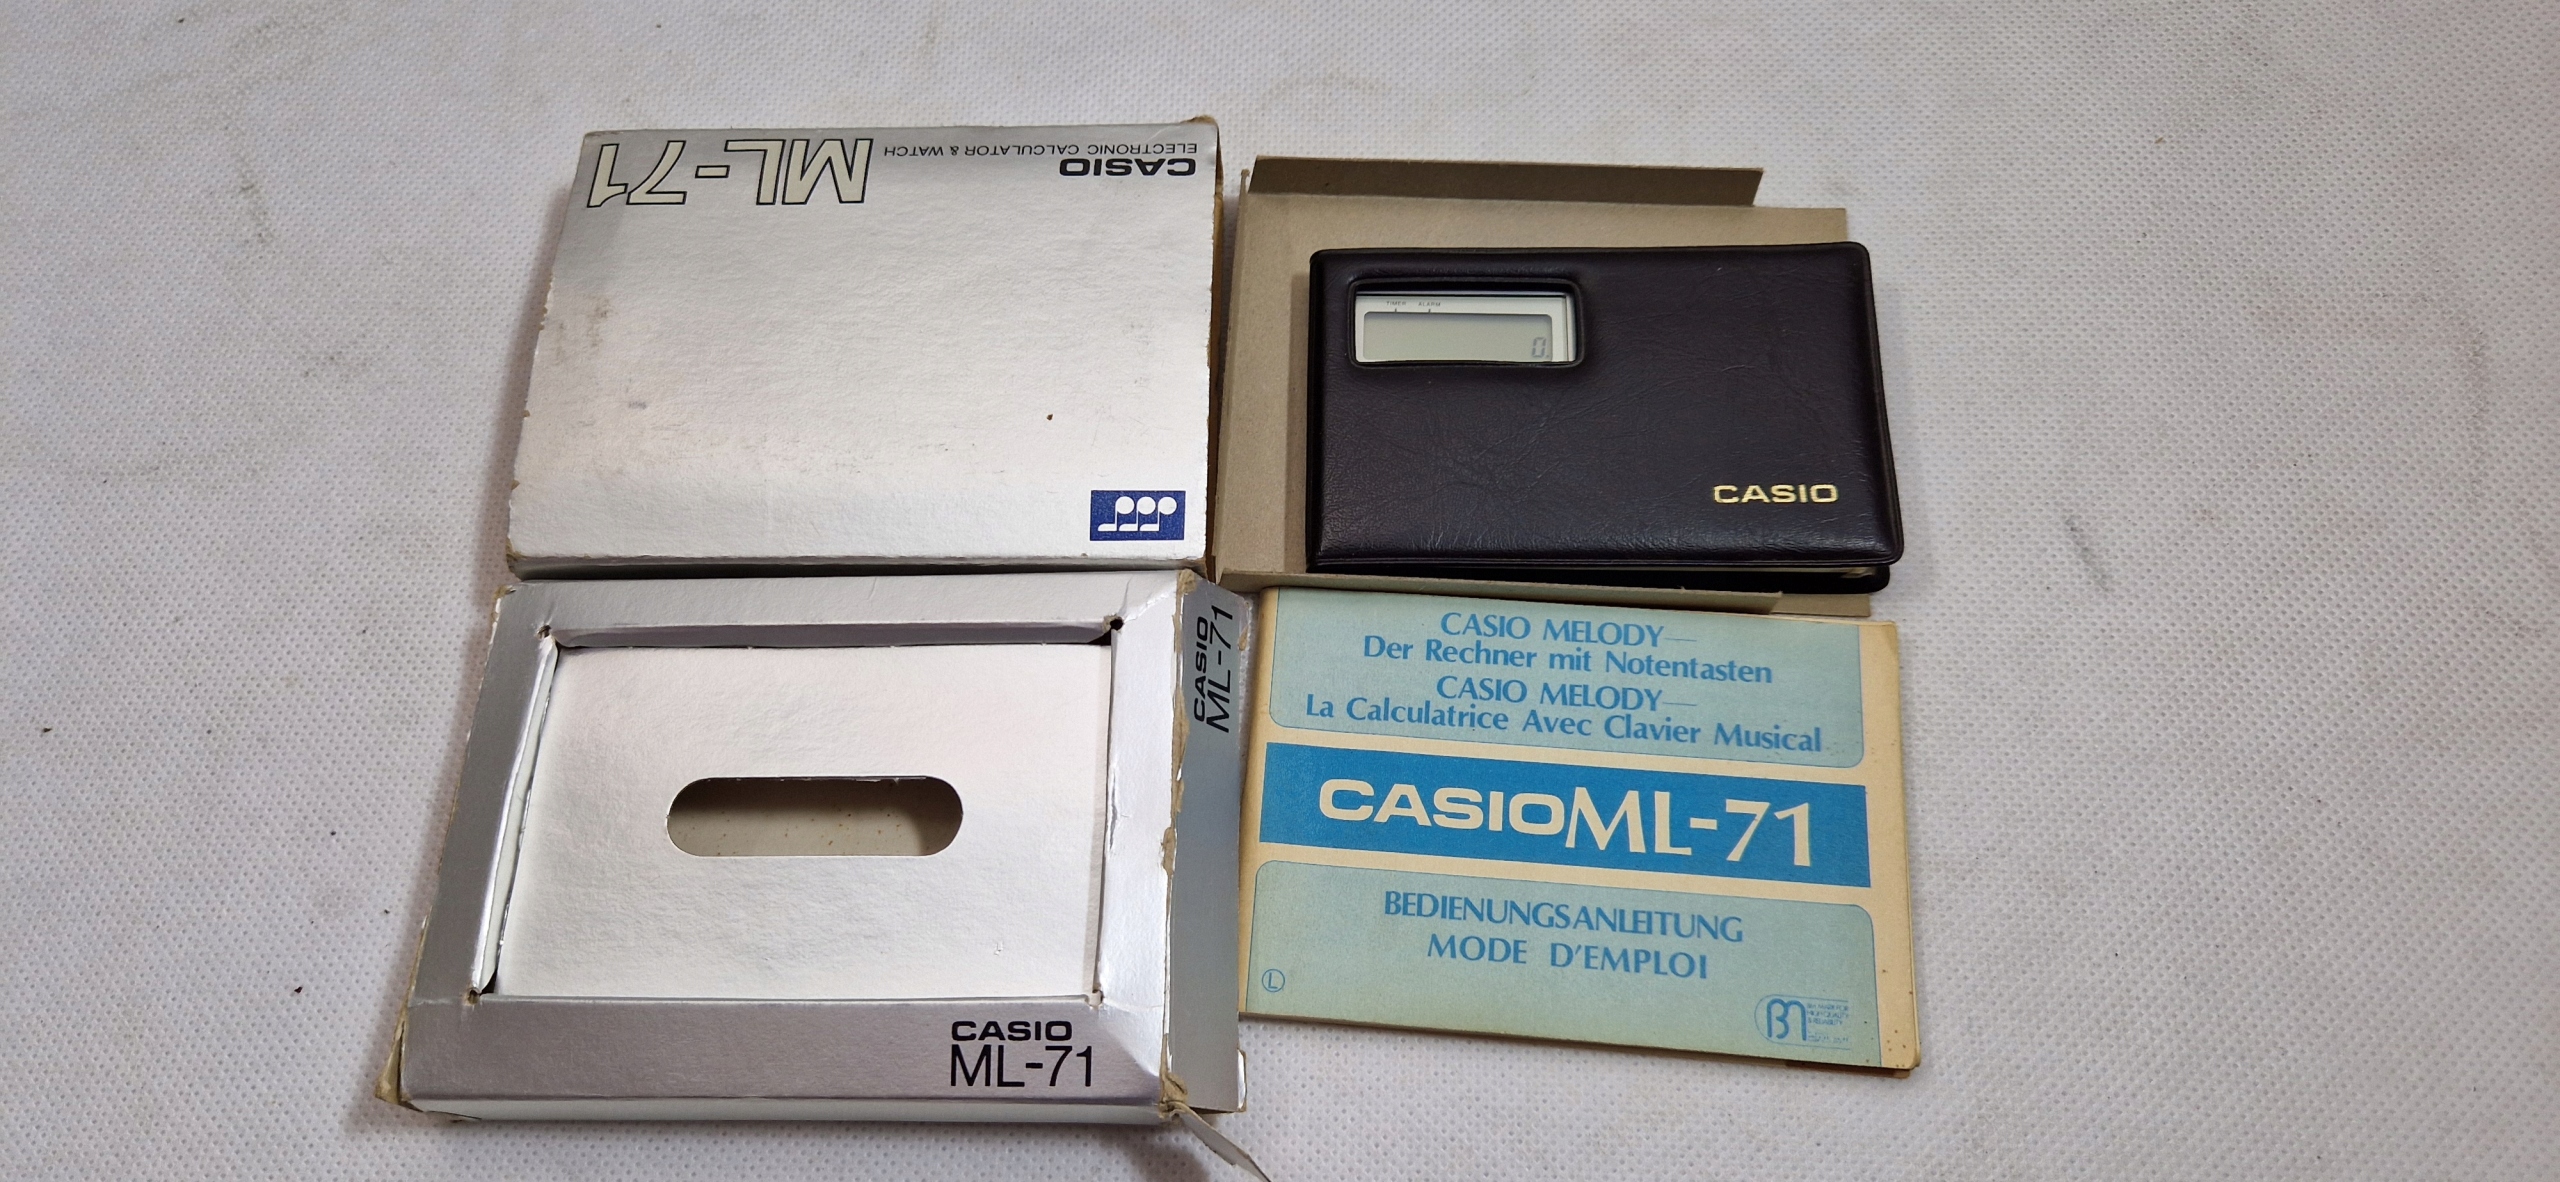 CASIO
ELECTRONIC CALCULATOR & WATCH
ML-71
TIMER ALARM
0.
CASIO
CASIO
ML-71
CASIO
ML-71
CASIO MELODY—
Der Rechner mit Notentasten
CASIO MELODY—
La Calculatrice Avec Clavier Musical
CASIO ML-71
BEDIENUNGSANLEITUNG
MODE D'EMPLOI
L